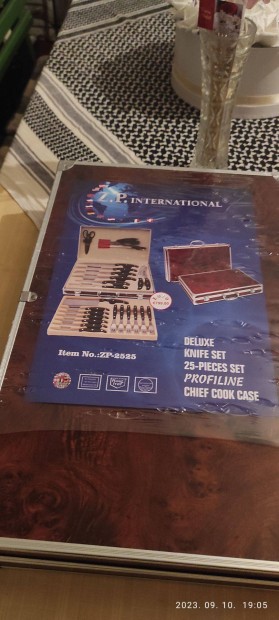 Z.P. INTERNATIONAL
Item No.:ZP-2525
DELUXE
KNIFE SET
25-PIECES SET
PROFILINE
CHIEF COOK CASE
2023. 09. 10. 19:05